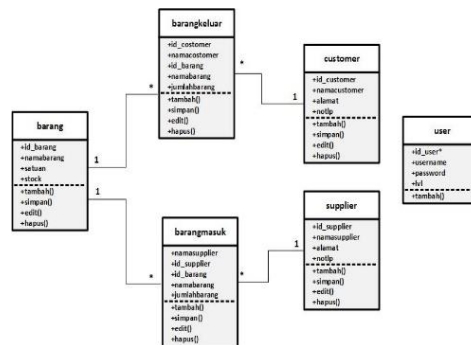 barangkeluar
+id_costomer
+namacostomer
+id_barang
+namabarang
+jumlahbarang
+tambah()
+simpan()
+edit()
+hapus()
*
*
customer
+id_customer
+namacustomer
+alamat
+notlp
+tambah()
+simpan()
+edit()
+hapus()
1
barang
+id_barang
+namabarang
+satuan
+stock
+tambah()
+simpan()
+edit()
+hapus()
1
1
user
+id_user*
+username
+password
+lvl
+tambah()
barangmasuk
+namasupplier
+id_supplier
+id_barang
+namabarang
+jumlahbarang
+tambah()
+simpan()
+edit()
+hapus()
*
*
supplier
+id_supplier
+namasupplier
+alamat
+notlp
+tambah()
+simpan()
+edit()
+hapus()
1